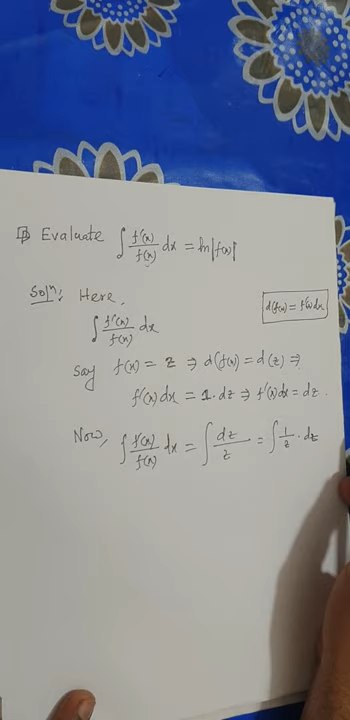 Evaluate ∫ f'(x)/f(x) dx = ln|f(x)|
Solⁿ: Here,
∫ f'(x)/f(x) dx
d(f(x)) = f'(x)dx
Say f(x) = z ⇒ d(f(x)) = d(z) ⇒
f'(x) dx = 1·dz ⇒ f'(x)dx = dz.
Now, ∫ f'(x)/f(x) dx = ∫ dz/z = ∫ 1/z · dz